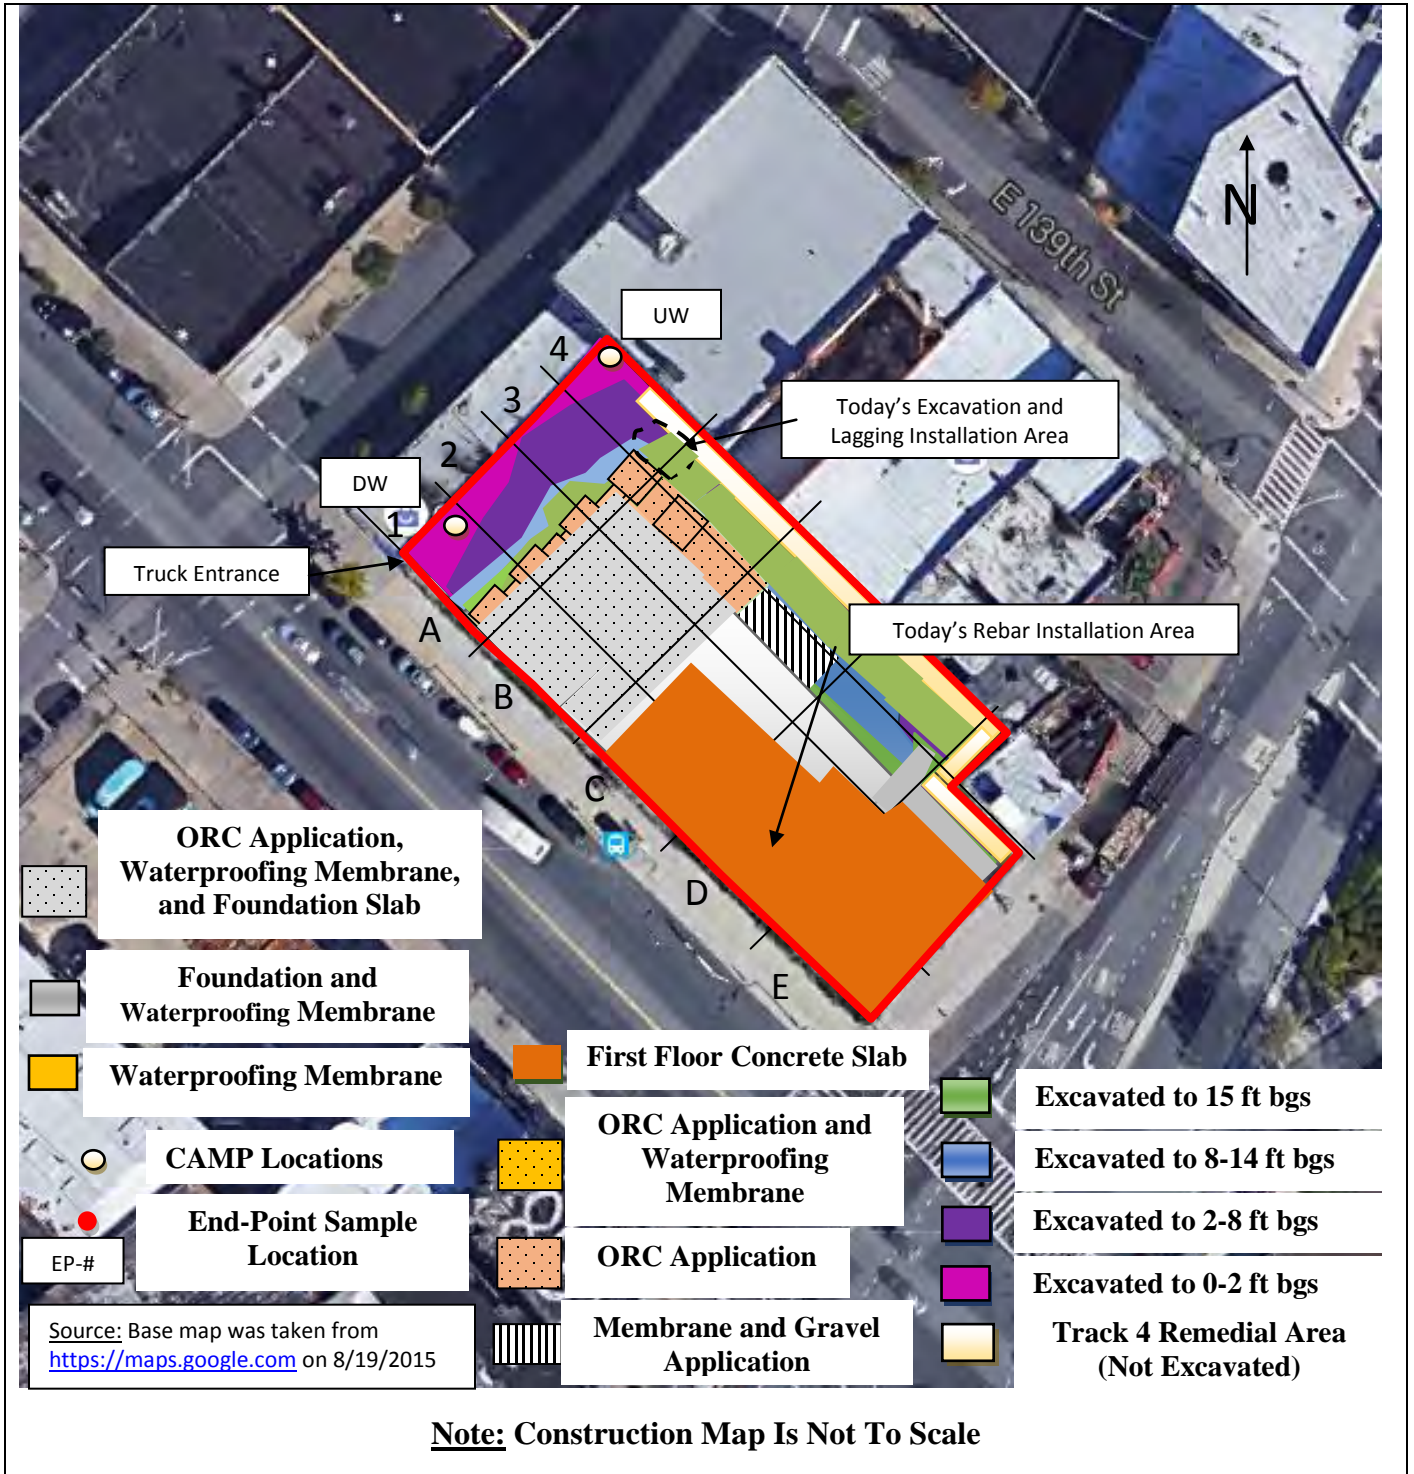 E 139th St
N
UW
4
3
2
1
DW
Today's Excavation and
Lagging Installation Area
Truck Entrance
Today's Rebar Installation Area
A
B
C
D
E
ORC Application,
Waterproofing Membrane,
and Foundation Slab
Foundation and
Waterproofing Membrane
Waterproofing Membrane
CAMP Locations
End-Point Sample
Location
EP-#
Source: Base map was taken from
https://maps.google.com on 8/19/2015
First Floor Concrete Slab
ORC Application and
Waterproofing
Membrane
ORC Application
Membrane and Gravel
Application
Excavated to 15 ft bgs
Excavated to 8-14 ft bgs
Excavated to 2-8 ft bgs
Excavated to 0-2 ft bgs
Track 4 Remedial Area
(Not Excavated)
Note: Construction Map Is Not To Scale